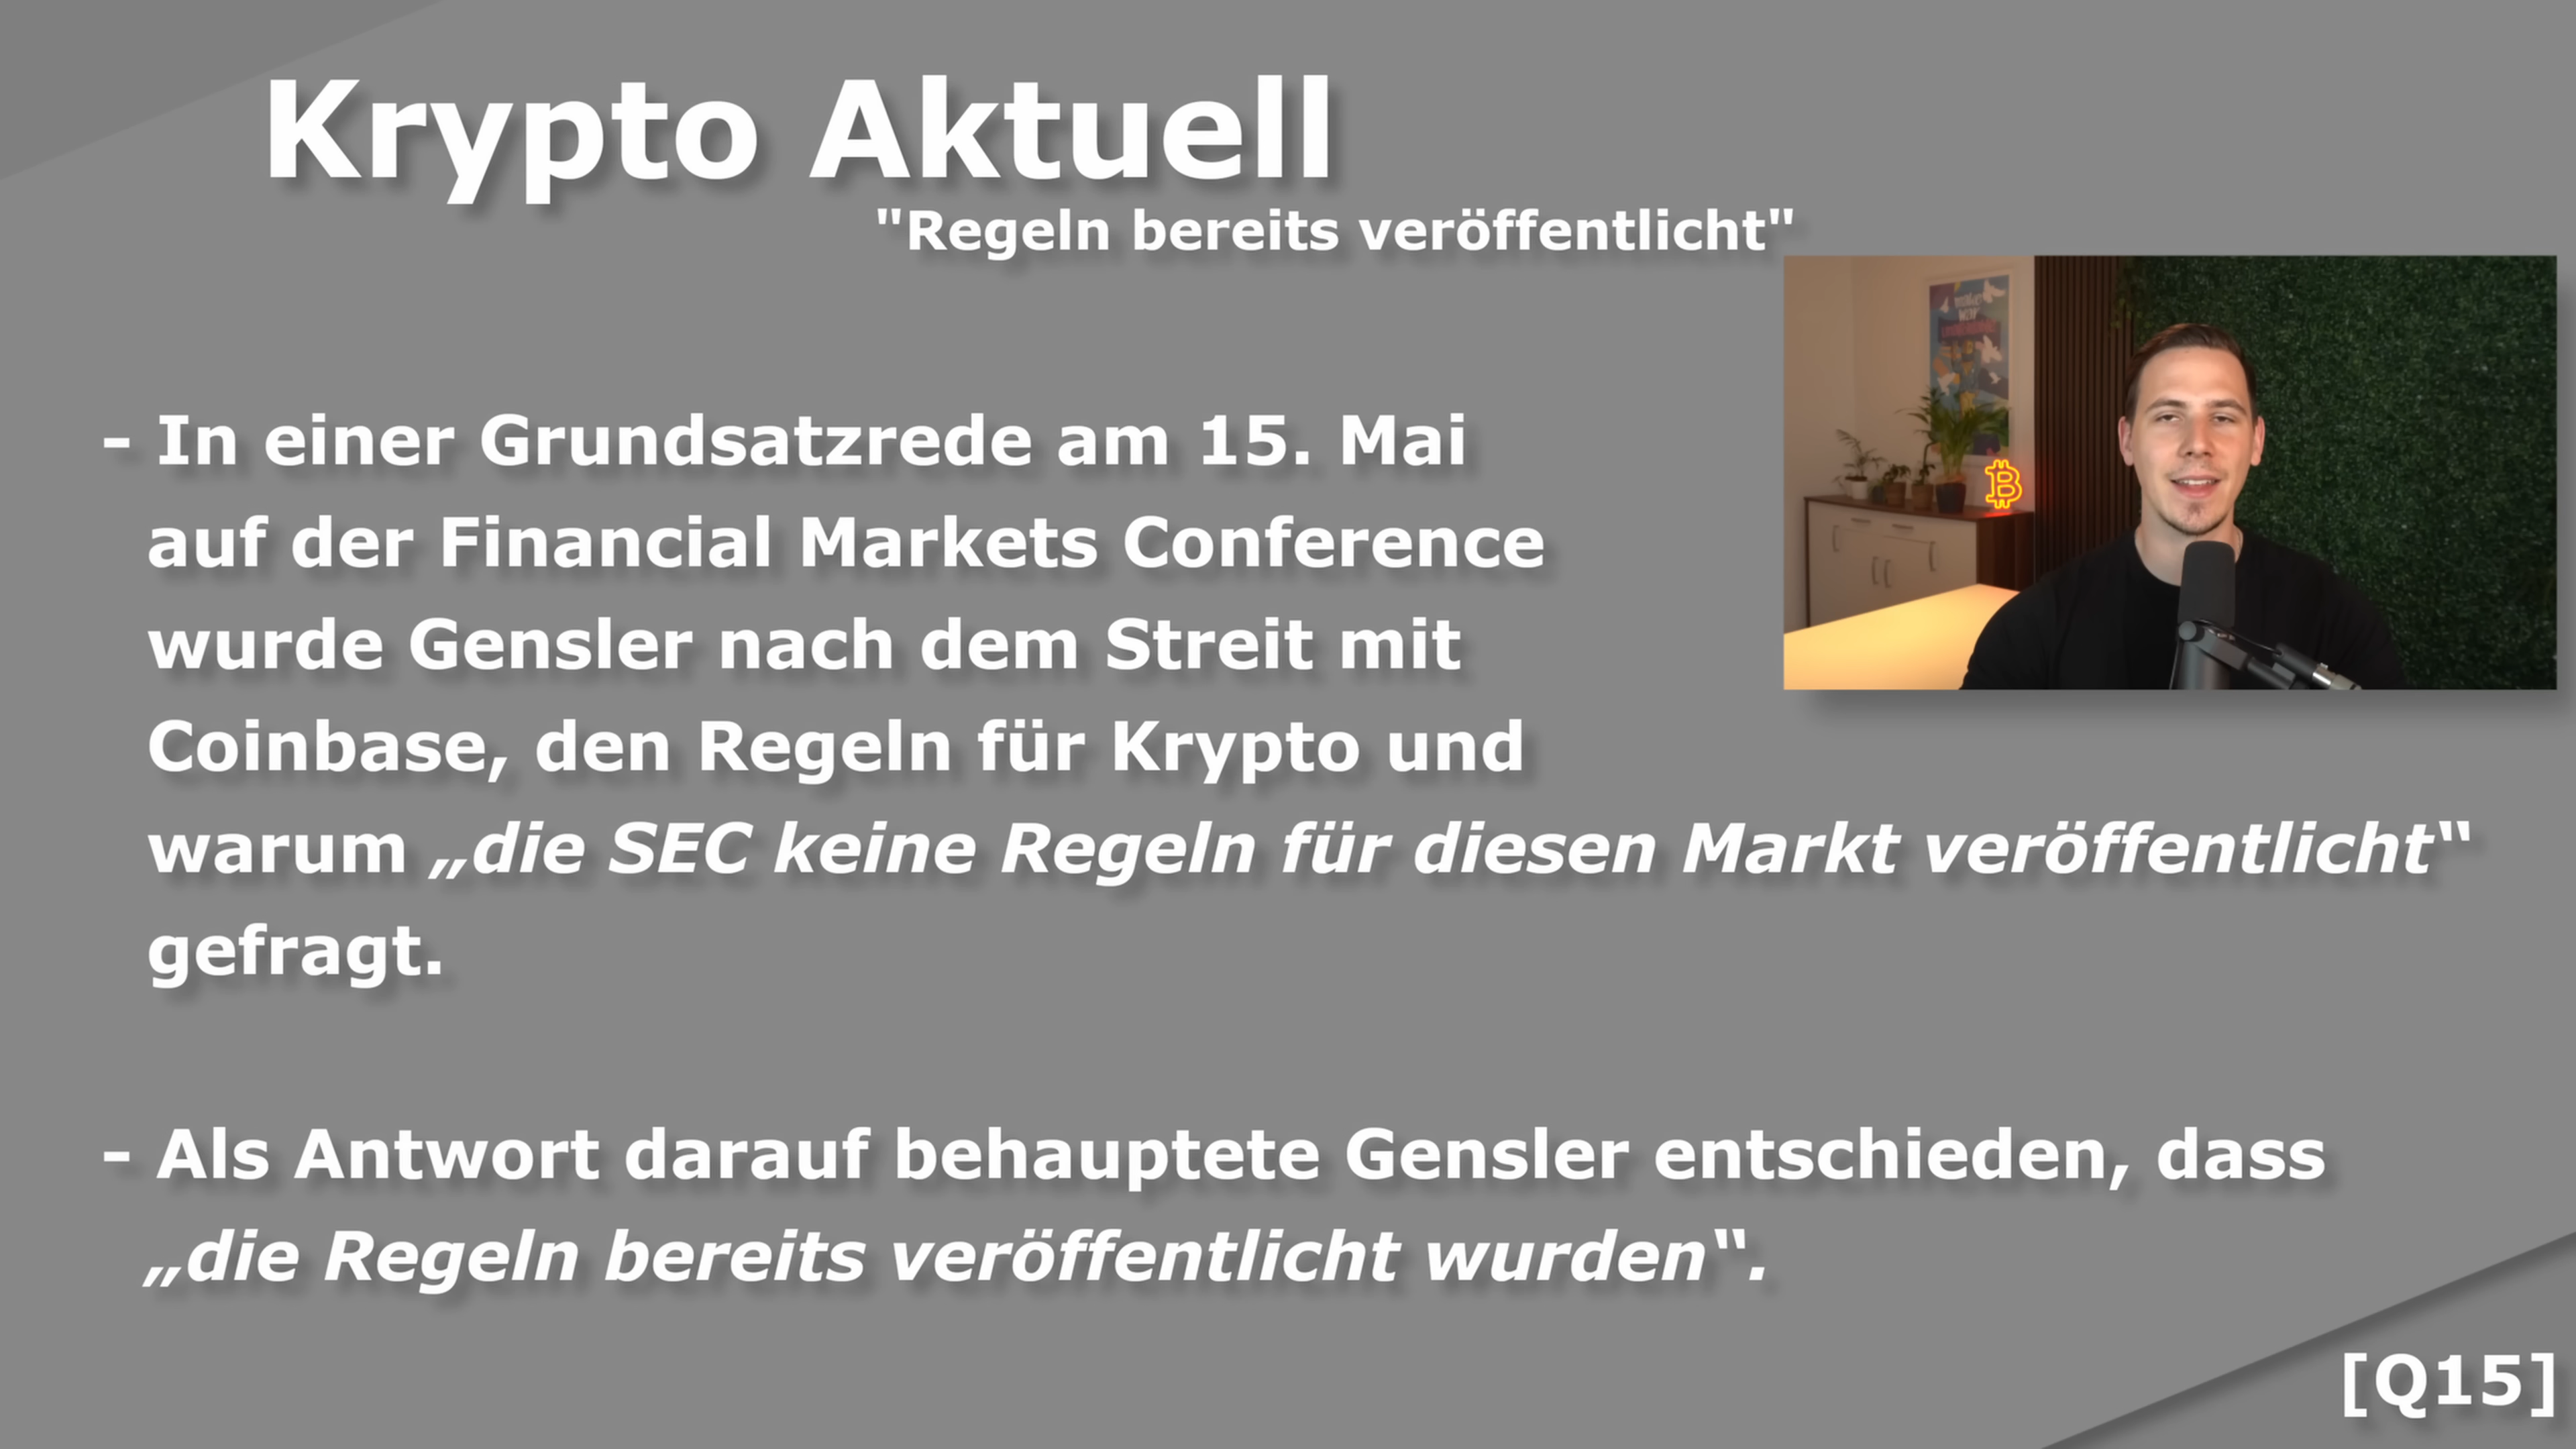 Krypto Aktuell
"Regeln bereits veröffentlicht"
- In einer Grundsatzrede am 15. Mai
auf der Financial Markets Conference
wurde Gensler nach dem Streit mit
Coinbase, den Regeln für Krypto und
warum „die SEC keine Regeln für diesen Markt veröffentlicht“
gefragt.
- Als Antwort darauf behauptete Gensler entschieden, dass
„die Regeln bereits veröffentlicht wurden“.
[Q15]